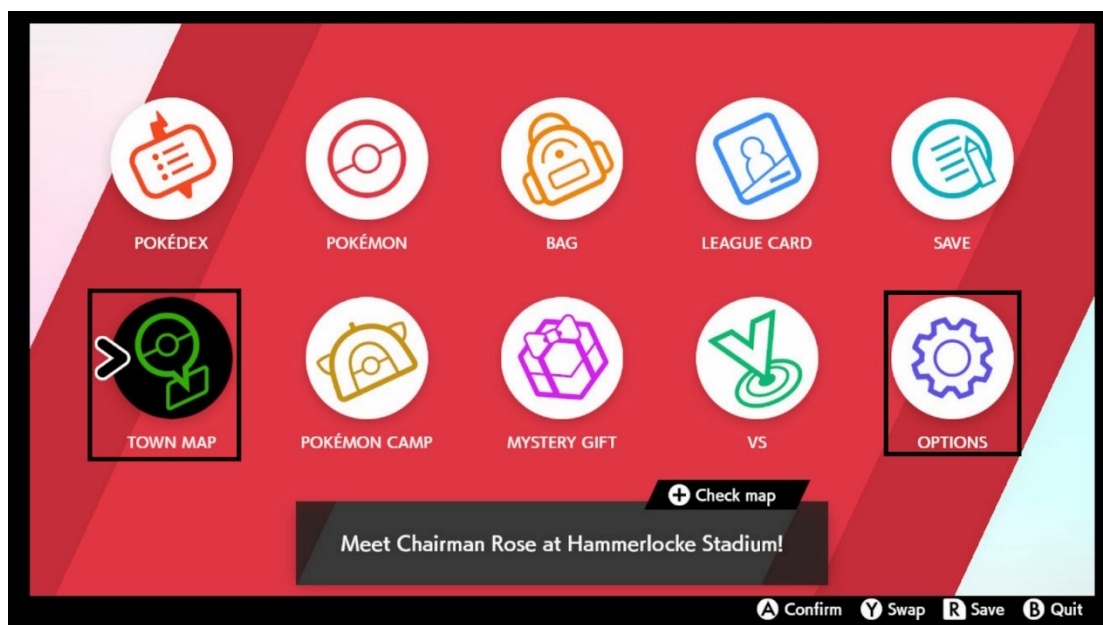 POKÉDEX POKÉMON BAG LEAGUE CARD SAVE
TOWN MAP POKÉMON CAMP MYSTERY GIFT VS OPTIONS
Check map
Meet Chairman Rose at Hammerlocke Stadium!
A Confirm Y Swap R Save B Quit